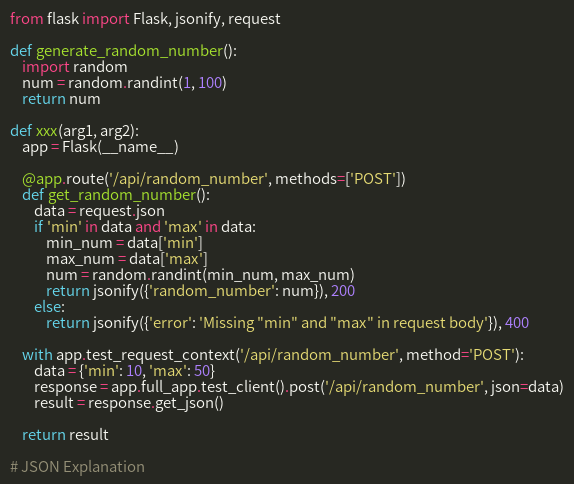 from flask import Flask, jsonify, request
def generate_random_number():
import random
num = random.randint(1, 100)
return num
def xxx(arg1, arg2):
app = Flask(__name__)
@app.route('/api/random_number', methods=['POST'])
def get_random_number():
data = request.json
if 'min' in data and 'max' in data:
min_num = data['min']
max_num = data['max']
num = random.randint(min_num, max_num)
return jsonify({'random_number': num}), 200
else:
return jsonify({'error': 'Missing "min" and "max" in request body'}), 400
with app.test_request_context('/api/random_number', method='POST'):
data = {'min': 10, 'max': 50}
response = app.full_app.test_client().post('/api/random_number', json=data)
result = response.get_json()
return result
# JSON Explanation